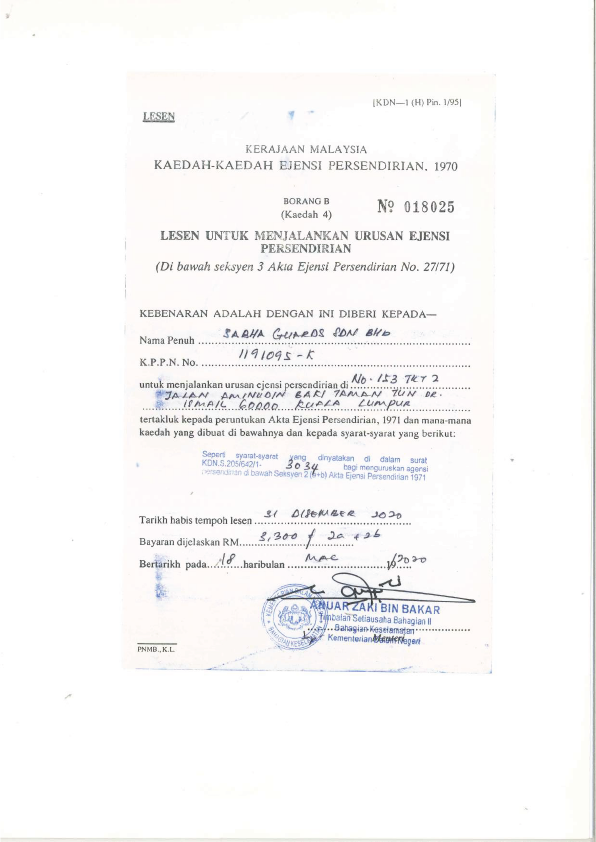 [KDN—1 (H) Pin. 1/95]
LESEN
KERAJAAN MALAYSIA
KAEDAH-KAEDAH EJENSI PERSENDIRIAN, 1970
BORANG B
(Kaedah 4)
Nº 018025
LESEN UNTUK MENJALANKAN URUSAN EJENSI
PERSENDIRIAN
(Di bawah seksyen 3 Akta Ejensi Persendirian No. 27/71)
KEBENARAN ADALAH DENGAN INI DIBERI KEPADA—
Nama Penuh SABHA GUARDS SDN BHD
K.P.P.N. No. 1191095-K
untuk menjalankan urusan ejensi persendirian di No. 153 TKT 2
JALAN AMINUDIN BAKI TAMAN TUN DR.
ISMAIL 60000 KUALA LUMPUR
tertakluk kepada peruntukan Akta Ejensi Persendirian, 1971 dan mana-mana
kaedah yang dibuat di bawahnya dan kepada syarat-syarat yang berikut:
Seperti syarat-syarat yang dinyatakan di dalam surat
KDN.S.205/642/1- 3034 bagi menguruskan agensi
persendirian di bawah Seksyen 2 (a+b) Akta Ejensi Persendirian 1971
Tarikh habis tempoh lesen 31 DISEMBER 2020
Bayaran dijelaskan RM 3,300 / 2a + 2b
Bertarikh pada 18 haribulan MAC 2020
ANUAR ZAKI BIN BAKAR
Timbalan Setiausaha Bahagian II
Bahagian Keselamatan
Kementerian Dalam Negeri
Menteri
BAHAGIAN KESELAMATAN
PNMB., K.L.